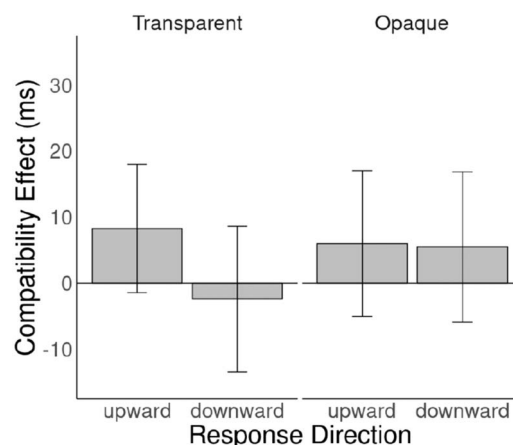 Transparent Opaque
Compatibility Effect (ms)
30
20
10
0
-10
upward downward upward downward
Response Direction